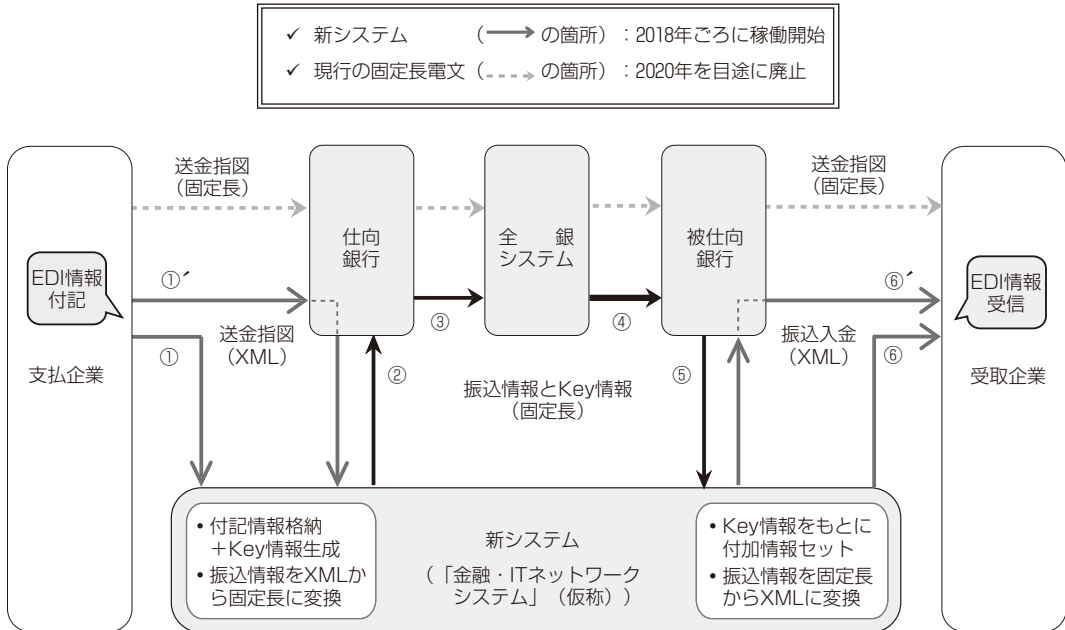 ✓ 新システム （ の箇所）：2018年ごろに稼働開始
✓ 現行の固定長電文（ の箇所）：2020年を目途に廃止
送金指図
（固定長）
送金指図
（固定長）
仕向
銀行
全　銀
システム
被仕向
銀行
EDI情報
付記
EDI情報
受信
①´
⑥´
③
④
送金指図
（XML）
振込入金
（XML）
①
②
⑤
⑥
支払企業
受取企業
振込情報とKey情報
（固定長）
• 付記情報格納
＋Key情報生成
• 振込情報をXMLか
ら固定長に変換
新システム
（「金融・ITネットワーク
システム」（仮称））
• Key情報をもとに
付加情報セット
• 振込情報を固定長
からXMLに変換